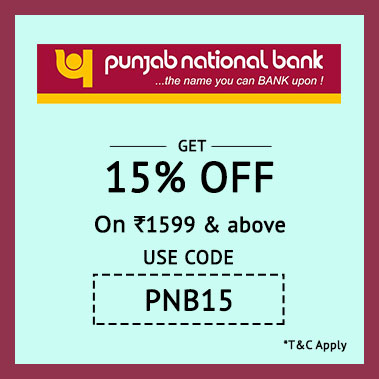 punjab national bank
...the name you can BANK upon !
GET
15% OFF
On ₹1599 & above
USE CODE
PNB15
*T&C Apply